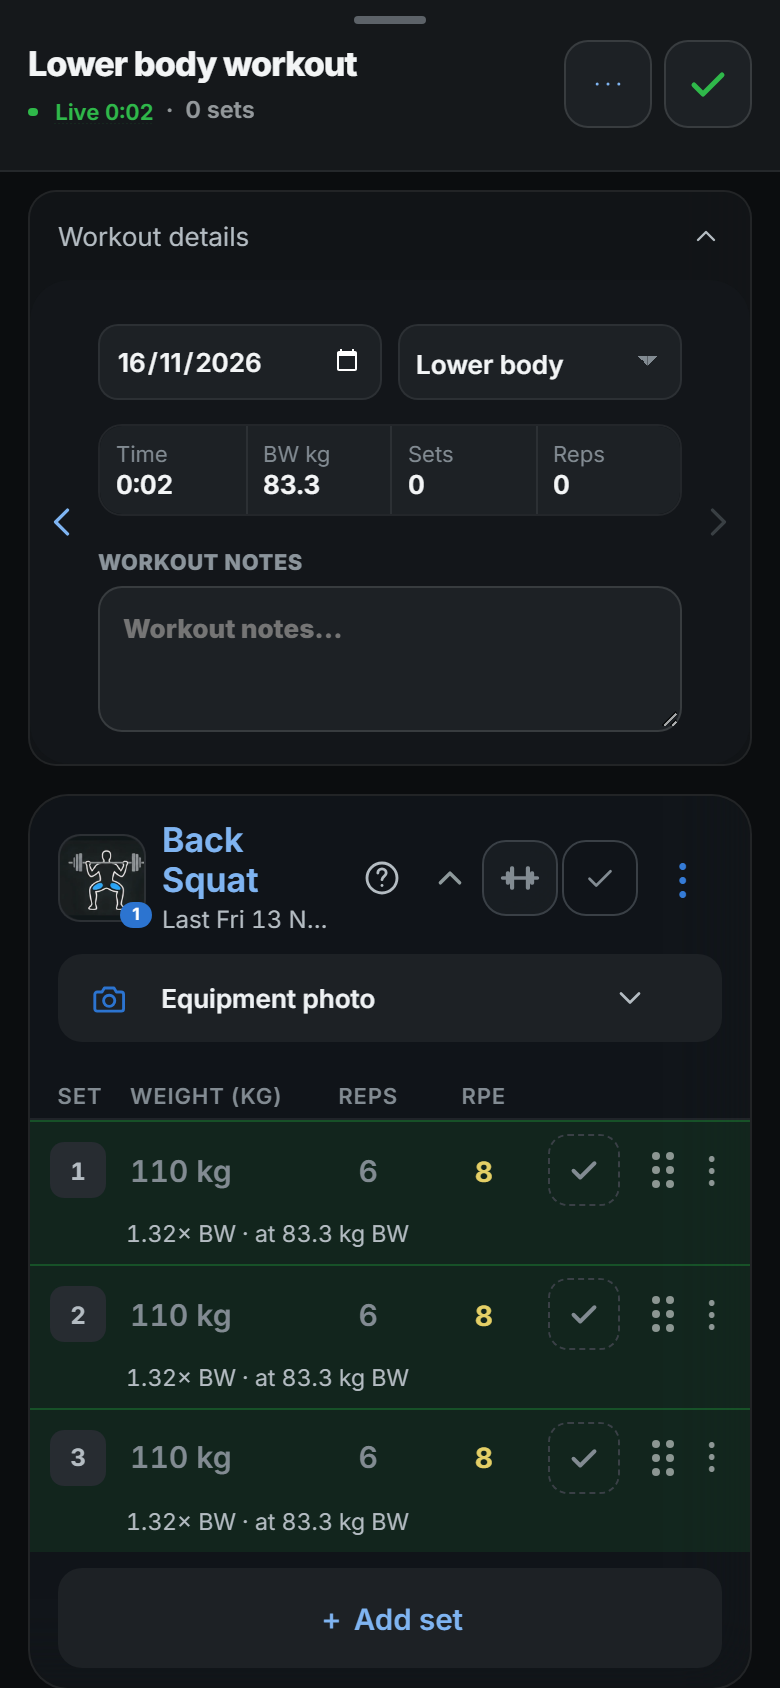 Lower body workout
Live 0:02 · 0 sets
Workout details
16/11/2026
Lower body
Time
BW kg
Sets
Reps
0:02
83.3
0
0
WORKOUT NOTES
Workout notes...
Back
Squat
Last Fri 13 N...
1
Equipment photo
SET WEIGHT (KG) REPS RPE
1 110 kg 6 8
1.32× BW · at 83.3 kg BW
2 110 kg 6 8
1.32× BW · at 83.3 kg BW
3 110 kg 6 8
1.32× BW · at 83.3 kg BW
+ Add set